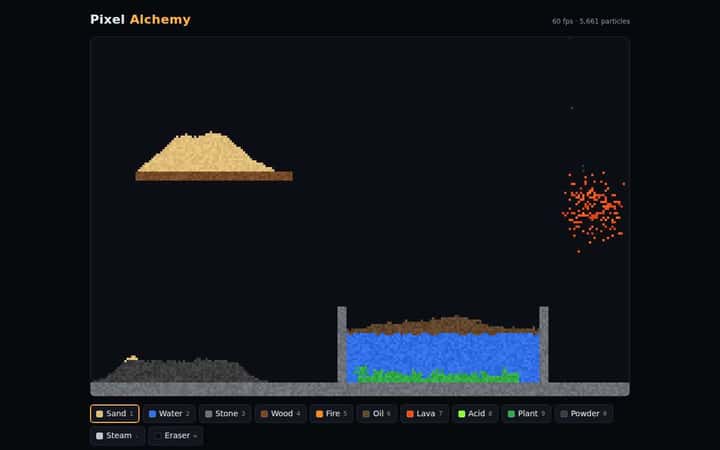 Pixel Alchemy
60 fps · 5,661 particles
Sand 1
Water 2
Stone 3
Wood 4
Fire 5
Oil 6
Lava 7
Acid 8
Plant 9
Powder 0
Steam
Eraser